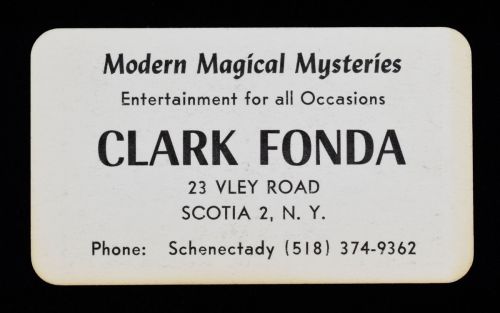 Modern Magical Mysteries
Entertainment for all Occasions
CLARK FONDA
23 VLEY ROAD
SCOTIA 2, N. Y.
Phone: Schenectady (518) 374-9362